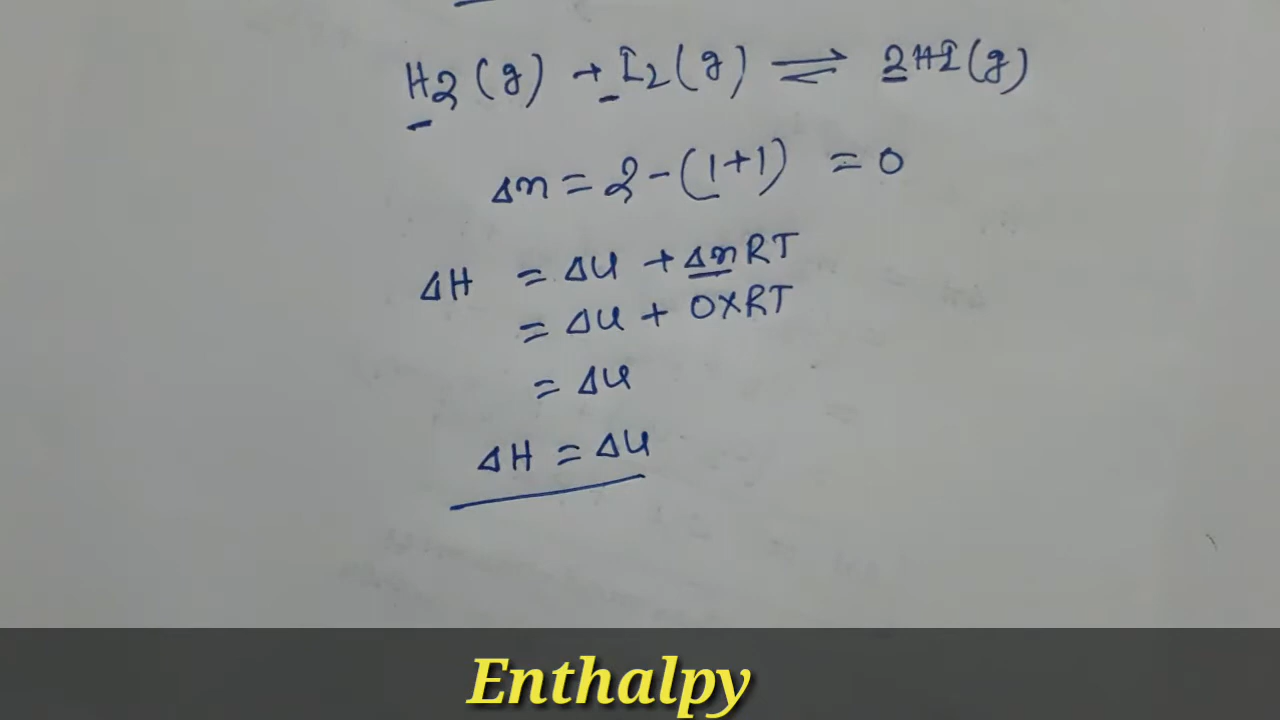 H2(g) + I2(g) ⇌ 2HI(g)
Δn = 2-(1+1) = 0
ΔH = ΔU + ΔnRT
= ΔU + 0×RT
= ΔU
ΔH = ΔU
Enthalpy